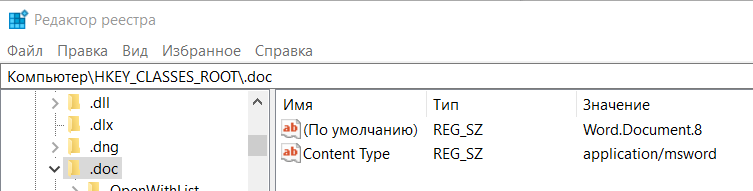 Редактор реестра
Файл Правка Вид Избранное Справка
Компьютер\HKEY_CLASSES_ROOT\.doc
.dll
.dlx
.dng
.doc
OpenWithList
Имя Тип Значение
(По умолчанию) REG_SZ Word.Document.8
Content Type REG_SZ application/msword